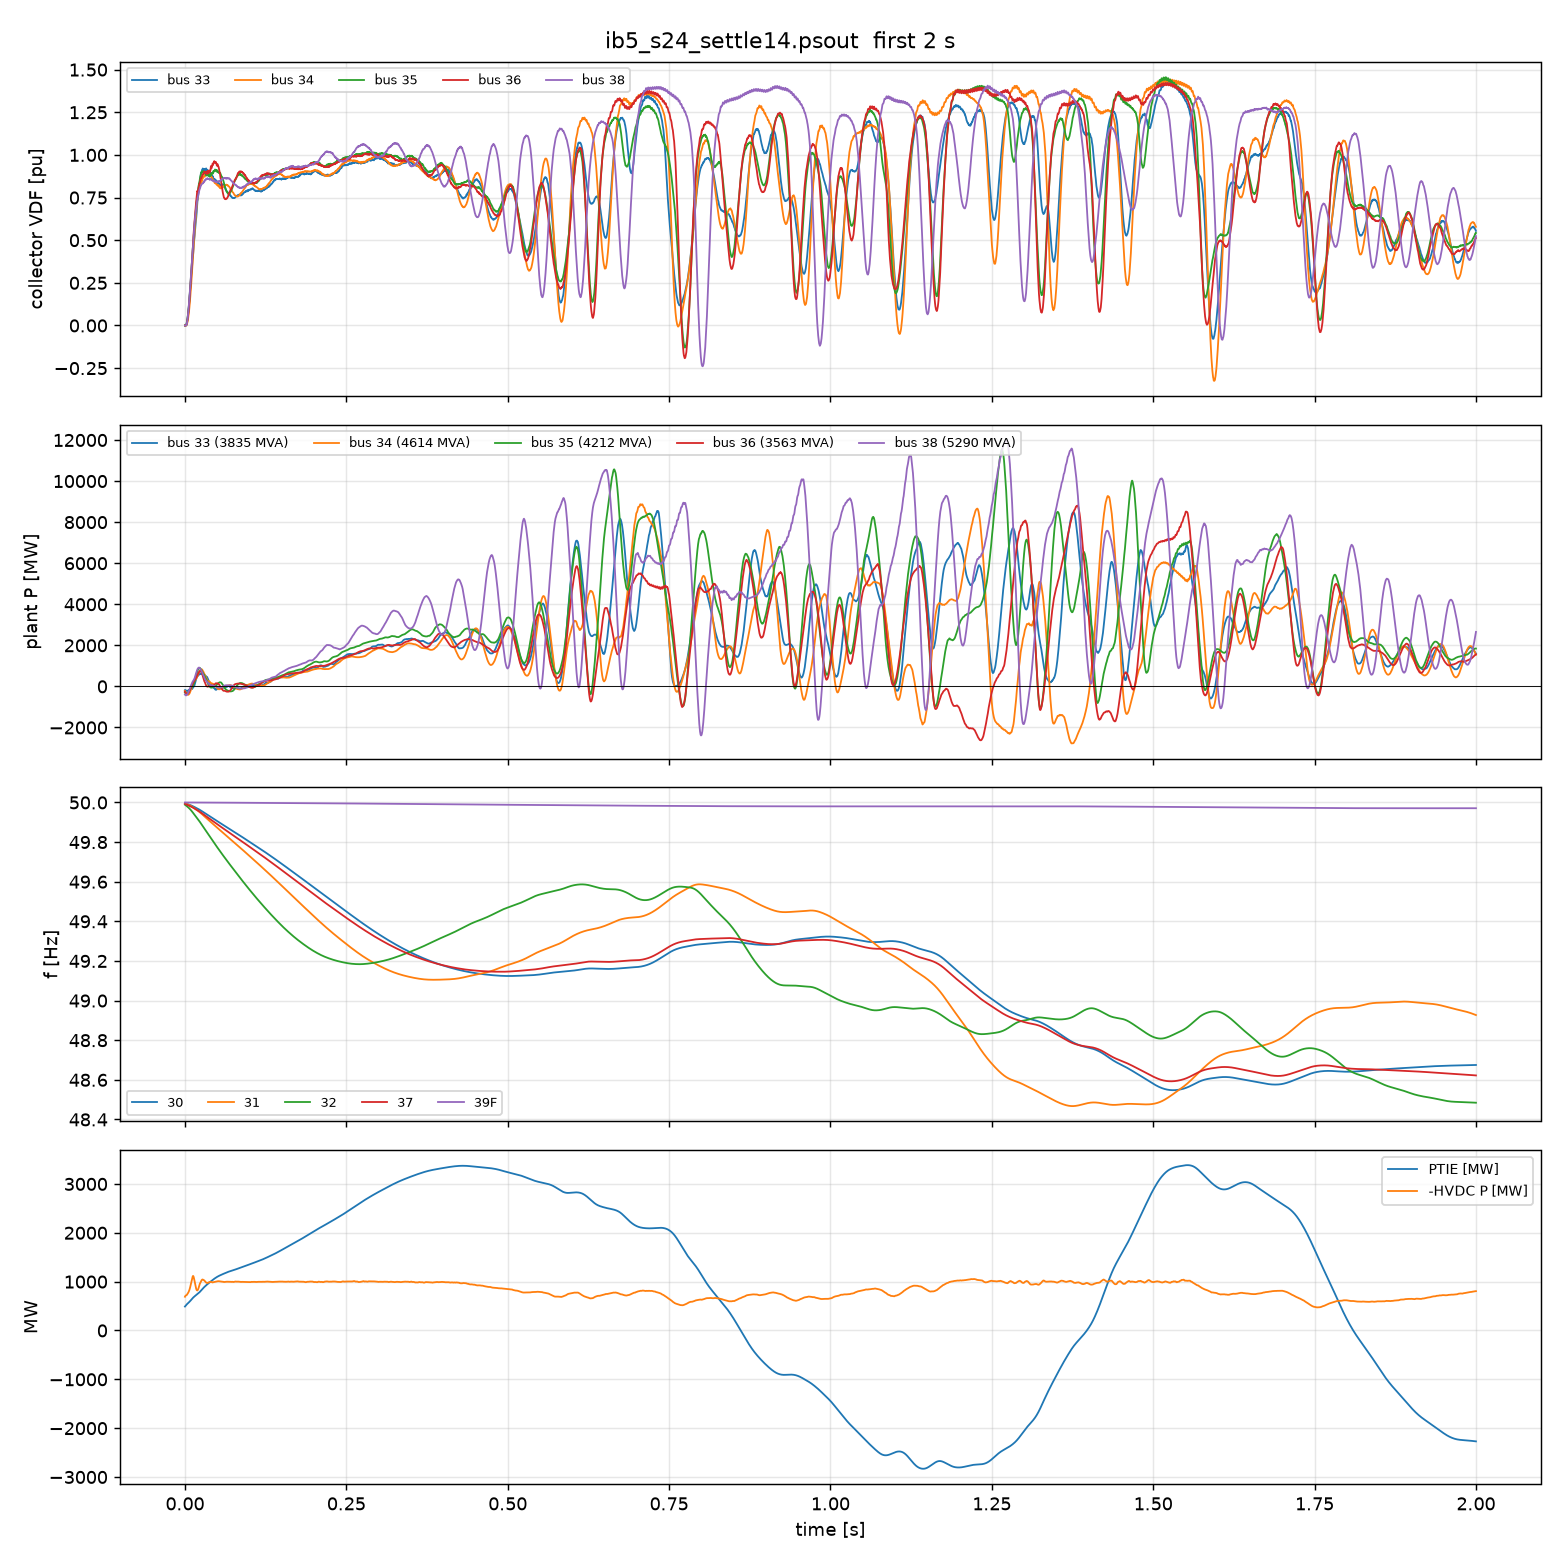 ib5_s24_settle14.psout  first 2 s
bus 33 bus 34 bus 35 bus 36 bus 38
collector VDF [pu]
1.50
1.25
1.00
0.75
0.50
0.25
0.00
−0.25
bus 33 (3835 MVA) bus 34 (4614 MVA) bus 35 (4212 MVA) bus 36 (3563 MVA) bus 38 (5290 MVA)
plant P [MW]
12000
10000
8000
6000
4000
2000
0
−2000
f [Hz]
50.0
49.8
49.6
49.4
49.2
49.0
48.8
48.6
48.4
30 31 32 37 39F
PTIE [MW]
-HVDC P [MW]
MW
3000
2000
1000
0
−1000
−2000
−3000
0.00 0.25 0.50 0.75 1.00 1.25 1.50 1.75 2.00
time [s]